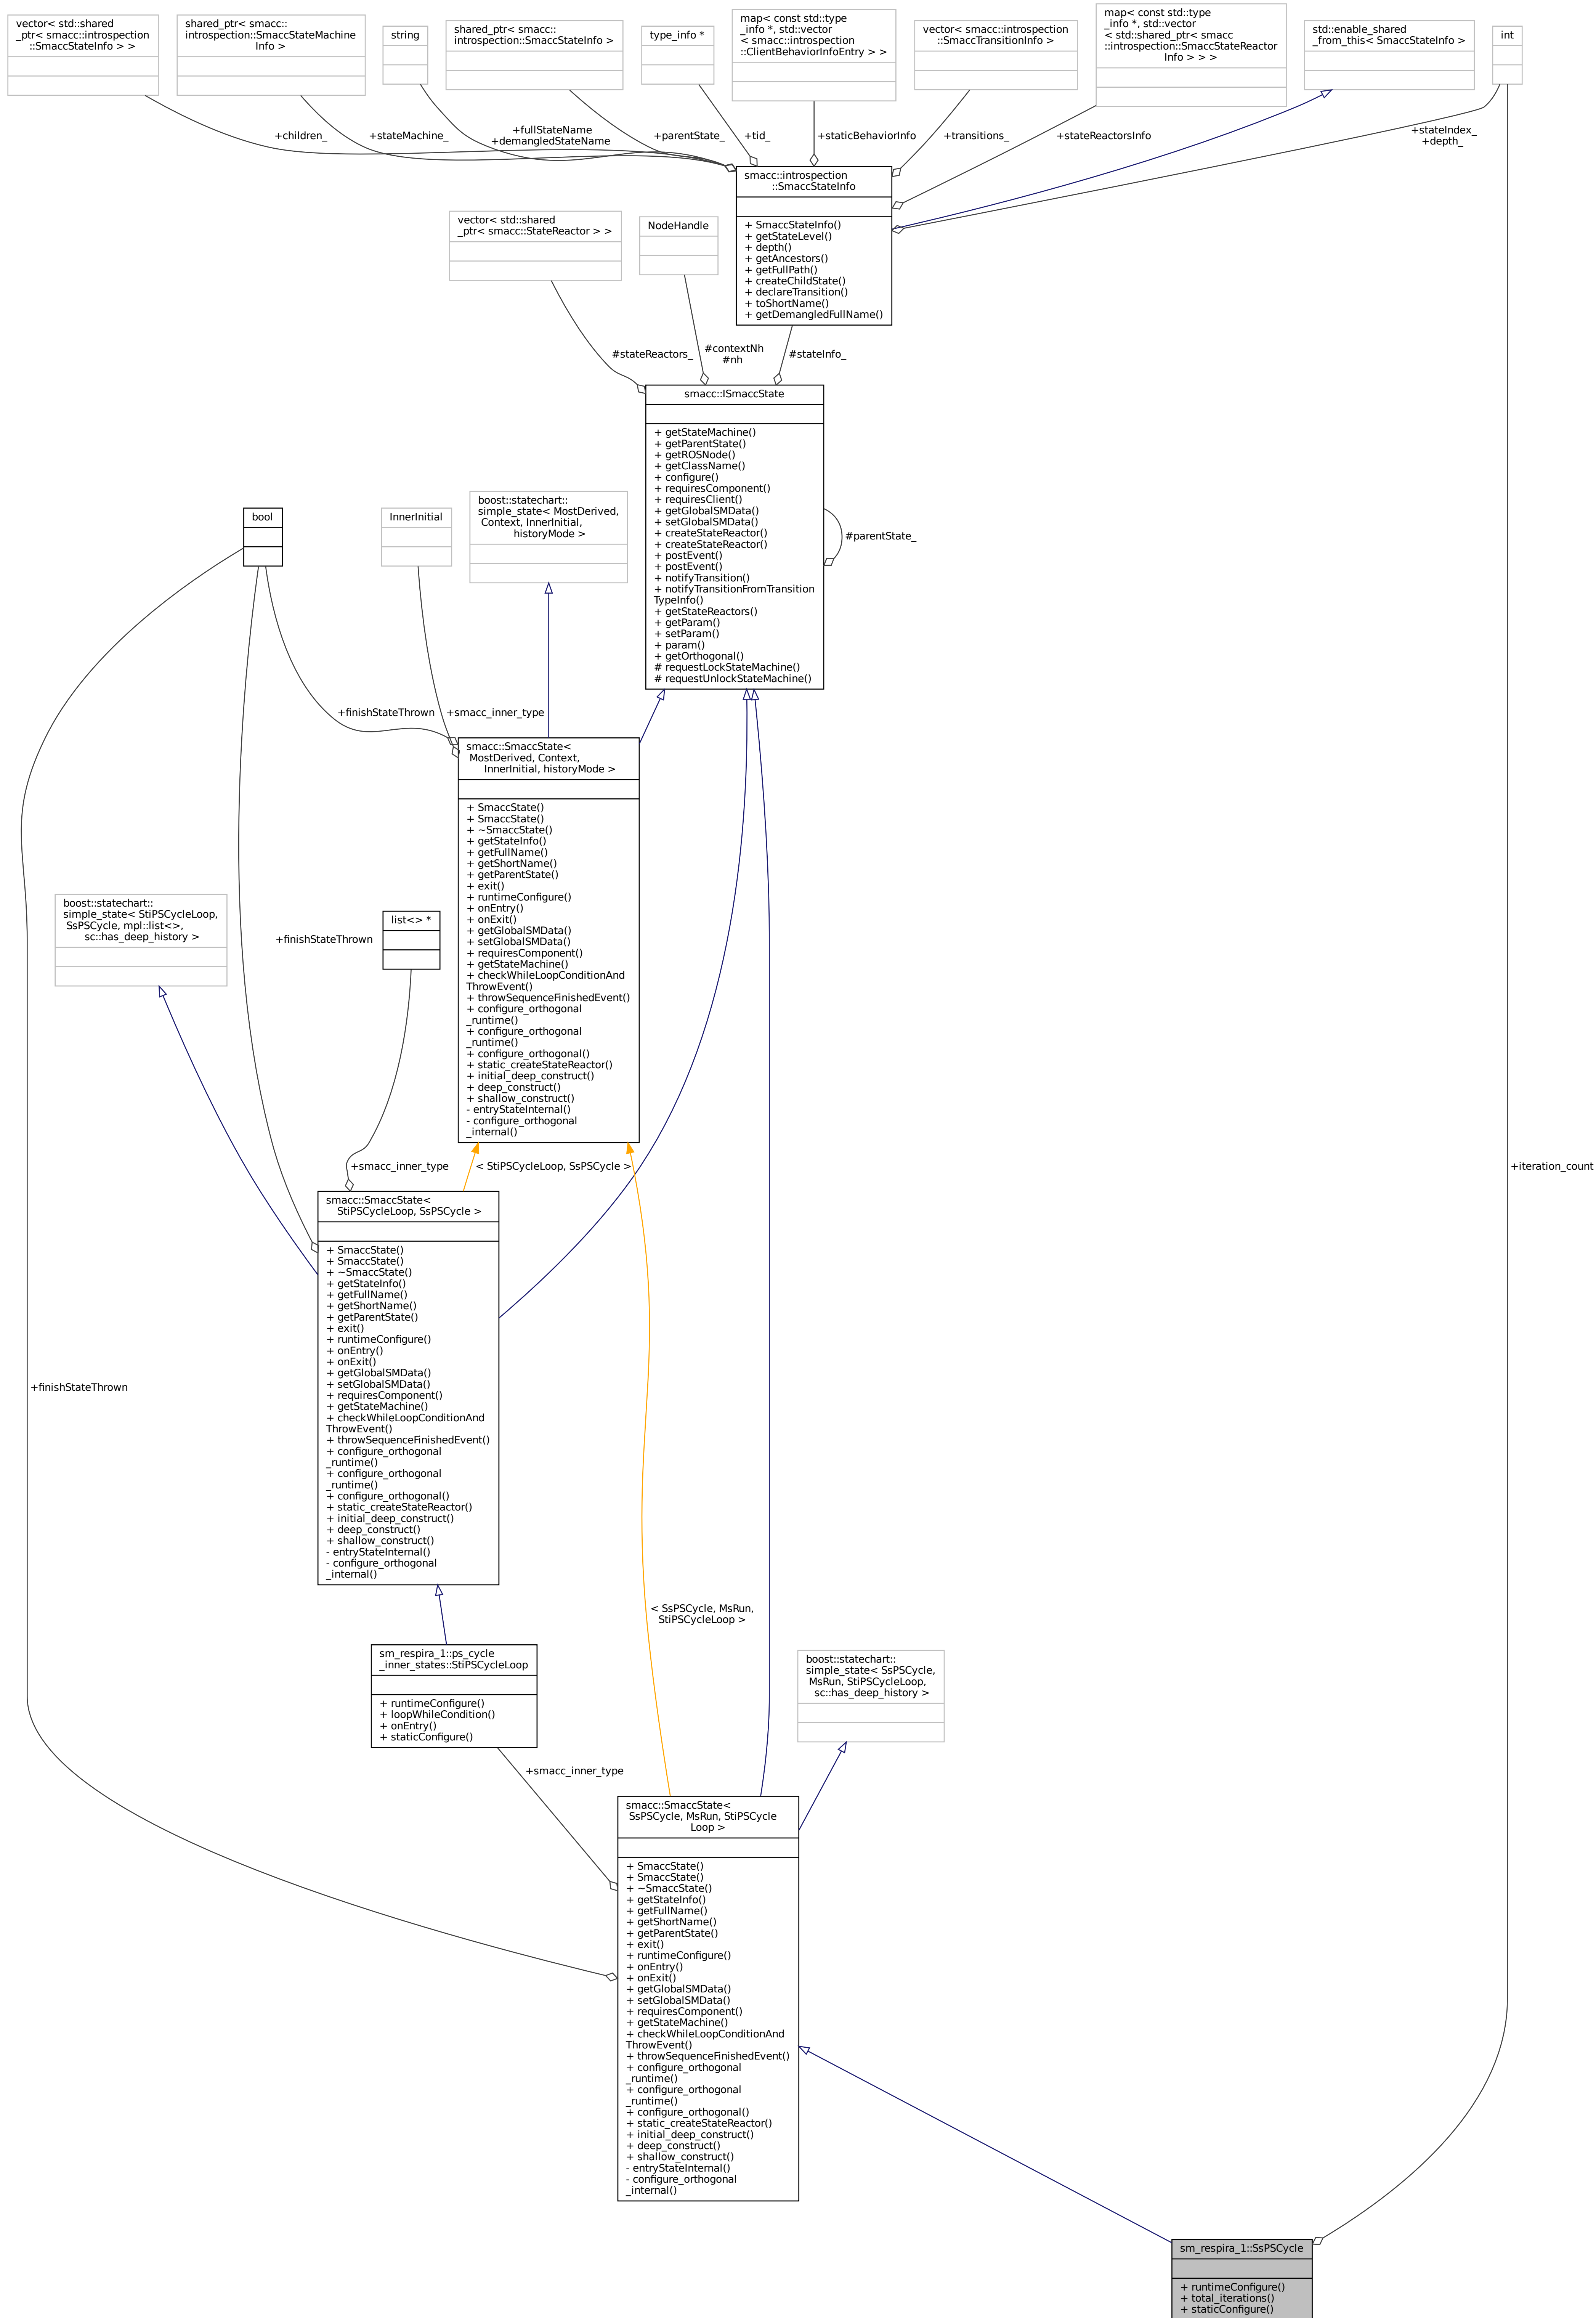 vector< std::shared
_ptr< smacc::introspection
::SmaccStateInfo > >
shared_ptr< smacc::
introspection::SmaccStateMachine
Info >
string
shared_ptr< smacc::
introspection::SmaccStateInfo >
type_info *
map< const std::type
_info *, std::vector
< smacc::introspection
::ClientBehaviorInfoEntry > >
vector< smacc::introspection
::SmaccTransitionInfo >
map< const std::type
_info *, std::vector
< std::shared_ptr< smacc
::introspection::SmaccStateReactor
Info > > >
std::enable_shared
_from_this< SmaccStateInfo >
int
+children_
+stateMachine_
+fullStateName
+demangledStateName
+parentState_
+tid_
+staticBehaviorInfo
+transitions_
+stateReactorsInfo
+stateIndex_
+depth_
smacc::introspection
::SmaccStateInfo
+ SmaccStateInfo()
+ getStateLevel()
+ depth()
+ getAncestors()
+ getFullPath()
+ createChildState()
+ declareTransition()
+ toShortName()
+ getDemangledFullName()
vector< std::shared
_ptr< smacc::StateReactor > >
NodeHandle
#stateReactors_
#contextNh
#nh
#stateInfo_
smacc::ISmaccState
+ getStateMachine()
+ getParentState()
+ getROSNode()
+ getClassName()
+ configure()
+ requiresComponent()
+ requiresClient()
+ getGlobalSMData()
+ setGlobalSMData()
+ createStateReactor()
+ createStateReactor()
+ postEvent()
+ postEvent()
+ notifyTransition()
+ notifyTransitionFromTransition
TypeInfo()
+ getStateReactors()
+ getParam()
+ setParam()
+ param()
+ getOrthogonal()
# requestLockStateMachine()
# requestUnlockStateMachine()
#parentState_
bool
InnerInitial
boost::statechart::
simple_state< MostDerived,
Context, InnerInitial,
historyMode >
+finishStateThrown
+smacc_inner_type
smacc::SmaccState<
MostDerived, Context,
InnerInitial, historyMode >
+ SmaccState()
+ SmaccState()
+ ~SmaccState()
+ getStateInfo()
+ getFullName()
+ getShortName()
+ getParentState()
+ exit()
+ runtimeConfigure()
+ onEntry()
+ onExit()
+ getGlobalSMData()
+ setGlobalSMData()
+ requiresComponent()
+ getStateMachine()
+ checkWhileLoopConditionAnd
ThrowEvent()
+ throwSequenceFinishedEvent()
+ configure_orthogonal
_runtime()
+ configure_orthogonal
_runtime()
+ configure_orthogonal()
+ static_createStateReactor()
+ initial_deep_construct()
+ deep_construct()
+ shallow_construct()
- entryStateInternal()
- configure_orthogonal
_internal()
boost::statechart::
simple_state< StiPSCycleLoop,
SsPSCycle, mpl::list<>,
sc::has_deep_history >
list<> *
+finishStateThrown
+smacc_inner_type
< StiPSCycleLoop, SsPSCycle >
+iteration_count
smacc::SmaccState<
StiPSCycleLoop, SsPSCycle >
+ SmaccState()
+ SmaccState()
+ ~SmaccState()
+ getStateInfo()
+ getFullName()
+ getShortName()
+ getParentState()
+ exit()
+ runtimeConfigure()
+ onEntry()
+ onExit()
+ getGlobalSMData()
+ setGlobalSMData()
+ requiresComponent()
+ getStateMachine()
+ checkWhileLoopConditionAnd
ThrowEvent()
+ throwSequenceFinishedEvent()
+ configure_orthogonal
_runtime()
+ configure_orthogonal
_runtime()
+ configure_orthogonal()
+ static_createStateReactor()
+ initial_deep_construct()
+ deep_construct()
+ shallow_construct()
- entryStateInternal()
- configure_orthogonal
_internal()
+finishStateThrown
< SsPSCycle, MsRun,
StiPSCycleLoop >
sm_respira_1::ps_cycle
_inner_states::StiPSCycleLoop
+ runtimeConfigure()
+ loopWhileCondition()
+ onEntry()
+ staticConfigure()
boost::statechart::
simple_state< SsPSCycle,
MsRun, StiPSCycleLoop,
sc::has_deep_history >
+smacc_inner_type
smacc::SmaccState<
SsPSCycle, MsRun, StiPSCycle
Loop >
+ SmaccState()
+ SmaccState()
+ ~SmaccState()
+ getStateInfo()
+ getFullName()
+ getShortName()
+ getParentState()
+ exit()
+ runtimeConfigure()
+ onEntry()
+ onExit()
+ getGlobalSMData()
+ setGlobalSMData()
+ requiresComponent()
+ getStateMachine()
+ checkWhileLoopConditionAnd
ThrowEvent()
+ throwSequenceFinishedEvent()
+ configure_orthogonal
_runtime()
+ configure_orthogonal
_runtime()
+ configure_orthogonal()
+ static_createStateReactor()
+ initial_deep_construct()
+ deep_construct()
+ shallow_construct()
- entryStateInternal()
- configure_orthogonal
_internal()
sm_respira_1::SsPSCycle
+ runtimeConfigure()
+ total_iterations()
+ staticConfigure()